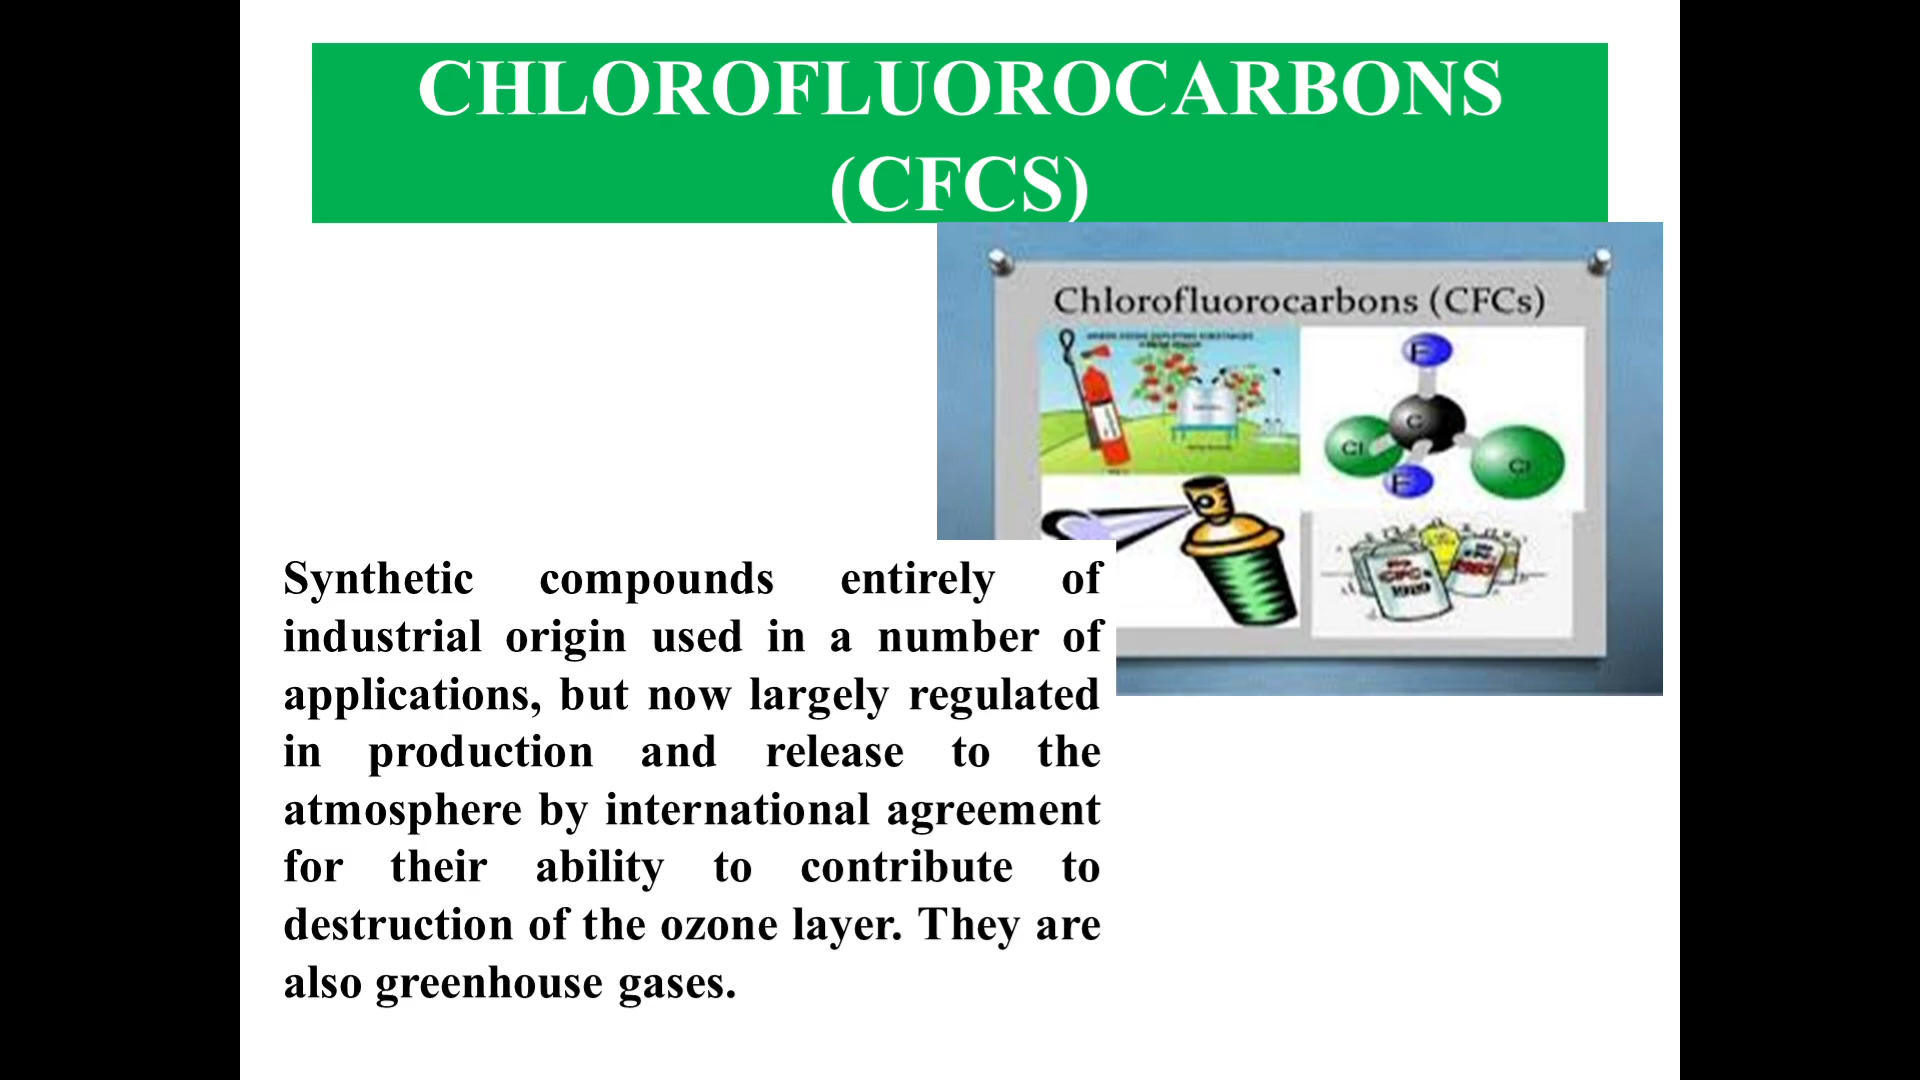 CHLOROFLUOROCARBONS
(CFCS)
Chlorofluorocarbons (CFCs)
F
C
Cl
Cl
F
CFC
1989
Synthetic compounds entirely of
industrial origin used in a number of
applications, but now largely regulated
in production and release to the
atmosphere by international agreement
for their ability to contribute to
destruction of the ozone layer. They are
also greenhouse gases.